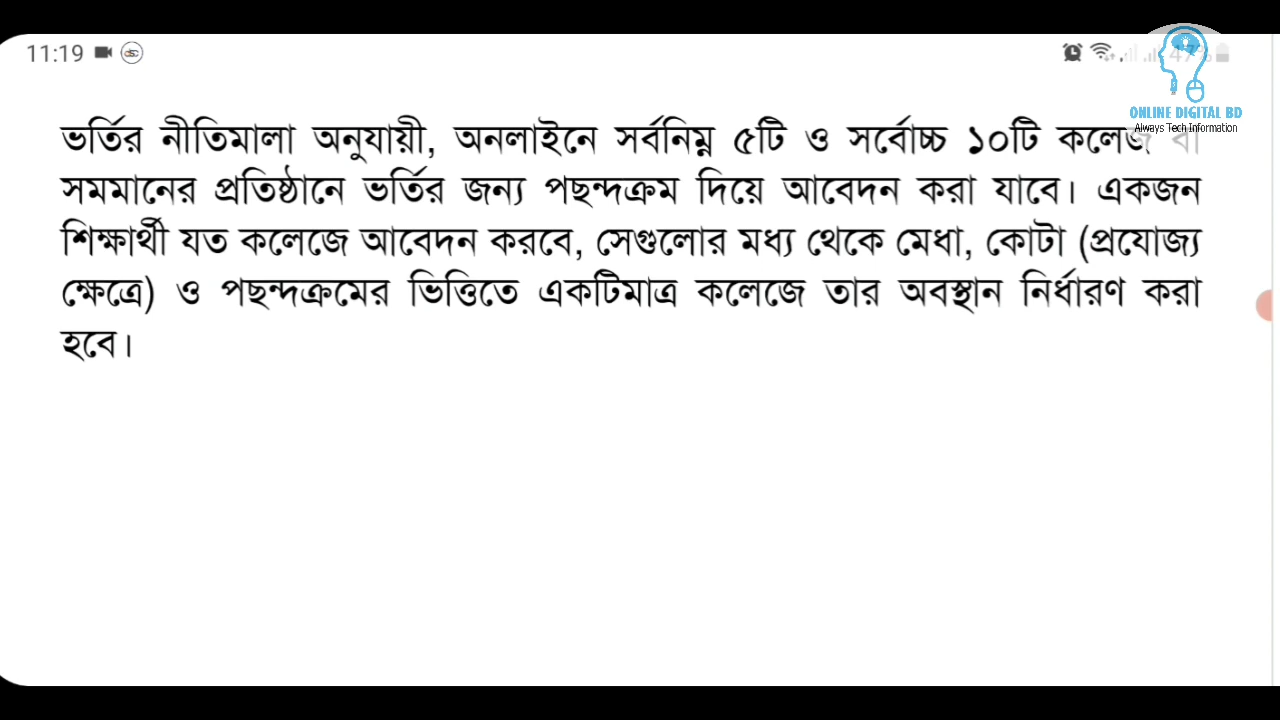 11:19
47%
ONLINE DIGITAL BD
Always Tech Information
ভর্তির নীতিমালা অনুযায়ী, অনলাইনে সর্বনিম্ন ৫টি ও সর্বোচ্চ ১০টি কলেজ বা
সমমানের প্রতিষ্ঠানে ভর্তির জন্য পছন্দক্রম দিয়ে আবেদন করা যাবে। একজন
শিক্ষার্থী যত কলেজে আবেদন করবে, সেগুলোর মধ্য থেকে মেধা, কোটা (প্রযোজ্য
ক্ষেত্রে) ও পছন্দক্রমের ভিত্তিতে একটিমাত্র কলেজে তার অবস্থান নির্ধারণ করা
হবে।